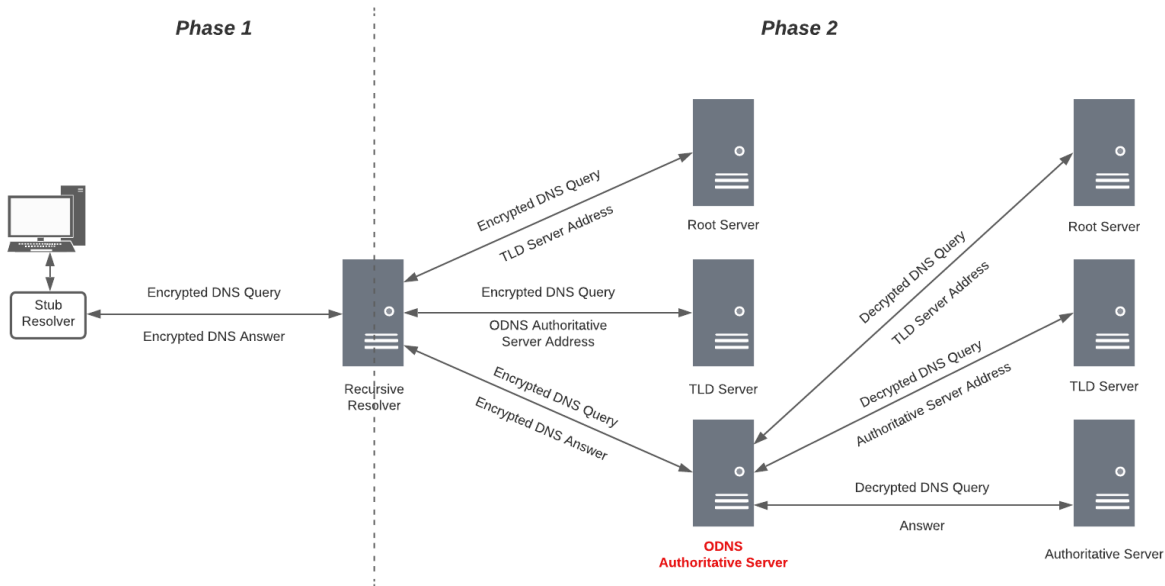 Phase 1
Phase 2
Stub
Resolver
Encrypted DNS Query
Encrypted DNS Answer
Recursive
Resolver
Encrypted DNS Query
TLD Server Address
Root Server
Encrypted DNS Query
ODNS Authoritative
Server Address
TLD Server
Encrypted DNS Query
Encrypted DNS Answer
ODNS
Authoritative Server
Decrypted DNS Query
TLD Server Address
Root Server
Decrypted DNS Query
Authoritative Server Address
TLD Server
Decrypted DNS Query
Answer
Authoritative Server